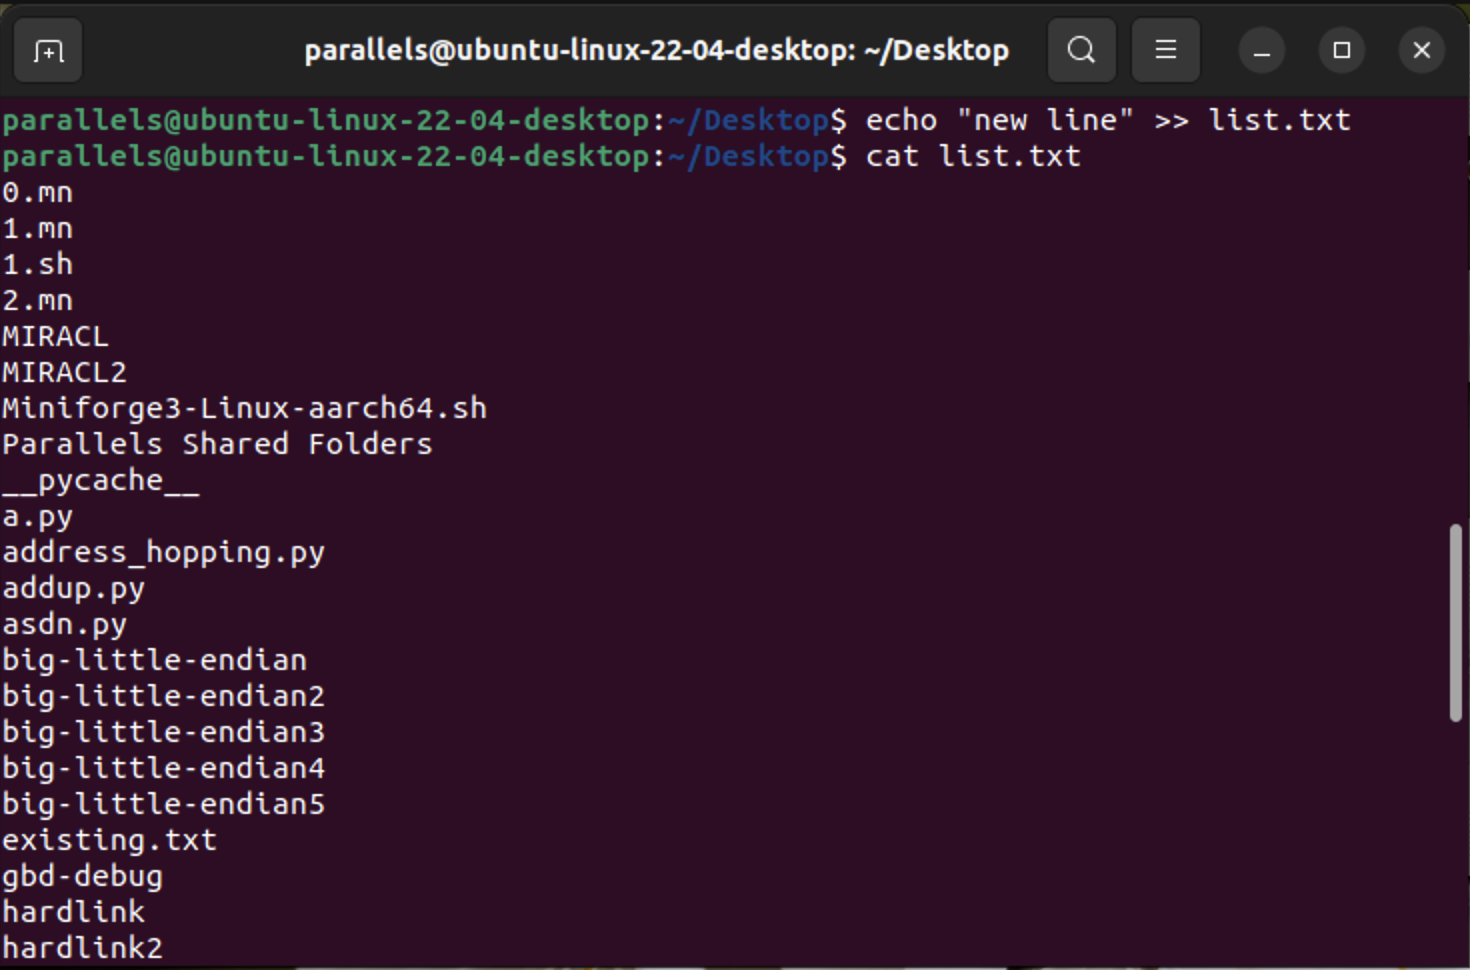 parallels@ubuntu-linux-22-04-desktop: ~/Desktop
parallels@ubuntu-linux-22-04-desktop:~/Desktop$ echo "new line" >> list.txt
parallels@ubuntu-linux-22-04-desktop:~/Desktop$ cat list.txt
0.mn
1.mn
1.sh
2.mn
MIRACL
MIRACL2
Miniforge3-Linux-aarch64.sh
Parallels Shared Folders
__pycache__
a.py
address_hopping.py
addup.py
asdn.py
big-little-endian
big-little-endian2
big-little-endian3
big-little-endian4
big-little-endian5
existing.txt
gbd-debug
hardlink
hardlink2